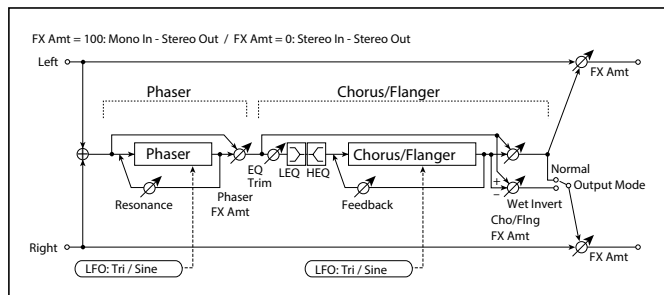 FX Amt = 100: Mono In - Stereo Out / FX Amt = 0: Stereo In - Stereo Out
Left
FX Amt
Phaser
Chorus/Flanger
Phaser
EQ
Trim
LEQ
HEQ
Chorus/Flanger
Normal
Output Mode
Resonance
Phaser
FX Amt
Feedback
+
–
Wet Invert
Cho/Flng
FX Amt
Right
FX Amt
LFO: Tri / Sine
LFO: Tri / Sine